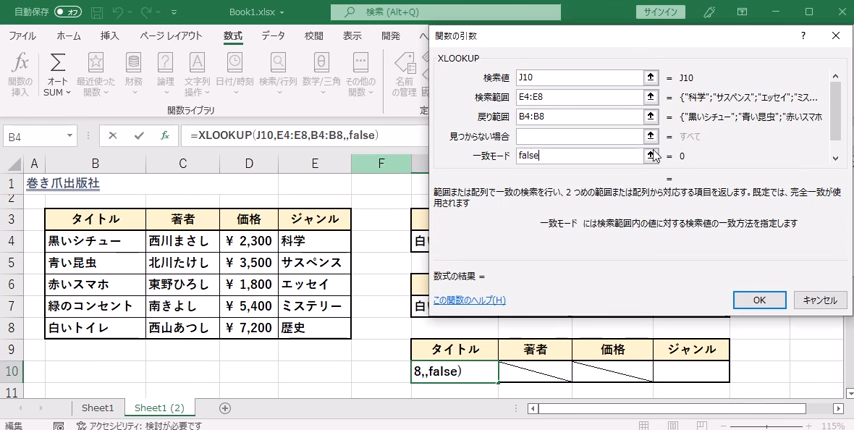 自動保存 オフ Book1.xlsx 検索 (Alt+Q) サインイン
ファイル ホーム 挿入 ページ レイアウト 数式 データ 校閲 表示 開発
関数の挿入 オート SUM 最近使った関数 財務 論理 文字列操作 日付/時刻 検索/行列 数学/三角 その他の関数 名前の管理
関数ライブラリ
B4 =XLOOKUP(J10,E4:E8,B4:B8,,false)
A B C D E F
1 巻き爪出版社
2
3 タイトル 著者 価格 ジャンル
4 黒いシチュー 西川まさし ¥ 2,300 科学
5 青い昆虫 北川たけし ¥ 3,500 サスペンス
6 赤いスマホ 東野ひろし ¥ 1,800 エッセイ
7 緑のコンセント 南きよし ¥ 5,400 ミステリー
8 白いトイレ 西山あつし ¥ 7,200 歴史
9 タイトル 著者 価格 ジャンル
10 8,,false)
11
関数の引数 ? ×
XLOOKUP
検索値 J10 = J10
検索範囲 E4:E8 = {"科学";"サスペンス";"エッセイ";"ミス...
戻り範囲 B4:B8 = {"黒いシチュー";"青い昆虫";"赤いスマホ
見つからない場合 = すべて
一致モード false = 0
=
範囲または配列で一致の検索を行い、2 つめの範囲または配列から対応する項目を返します。既定では、完全一致が使
用されます
一致モード には検索範囲内の値に対する検索値の一致方法を指定します
数式の結果 =
この関数のヘルプ(H) OK キャンセル
Sheet1 Sheet1 (2)
編集 アクセシビリティ: 検討が必要です 115%